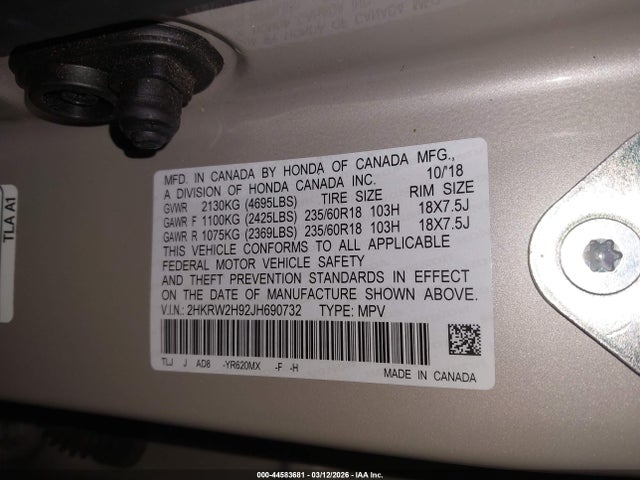 MFD. IN CANADA BY HONDA OF CANADA MFG.,
A DIVISION OF HONDA CANADA INC. 10/'18
GVWR 2130KG (4695LBS) TIRE SIZE RIM SIZE
GAWR F 1100KG (2425LBS) 235/60R18 103H 18X7.5J
GAWR R 1075KG (2369LBS) 235/60R18 103H 18X7.5J
THIS VEHICLE CONFORMS TO ALL APPLICABLE
FEDERAL MOTOR VEHICLE SAFETY
AND THEFT PREVENTION STANDARDS IN EFFECT
ON THE DATE OF MANUFACTURE SHOWN ABOVE.
V.I.N.: 2HKRW2H92JH690732 TYPE: MPV
TLJ J AD8 -YR620MX -F -H
MADE IN CANADA
TLA A1
000-44583681 - 03/12/2026 - IAA Inc.